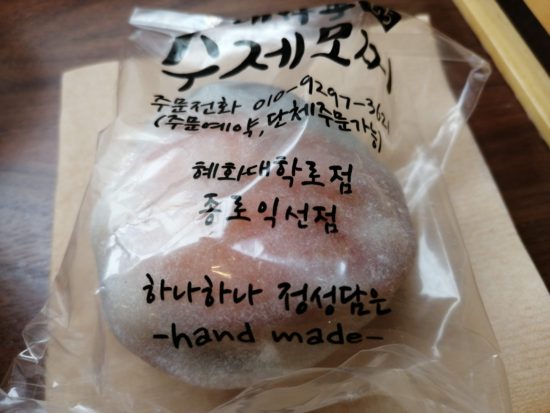 수제모찌
주문전화 010-9297-3621
(주문예약, 단체주문가능)
혜화대학로점
종로익선점
하나하나 정성담은
-hand made-